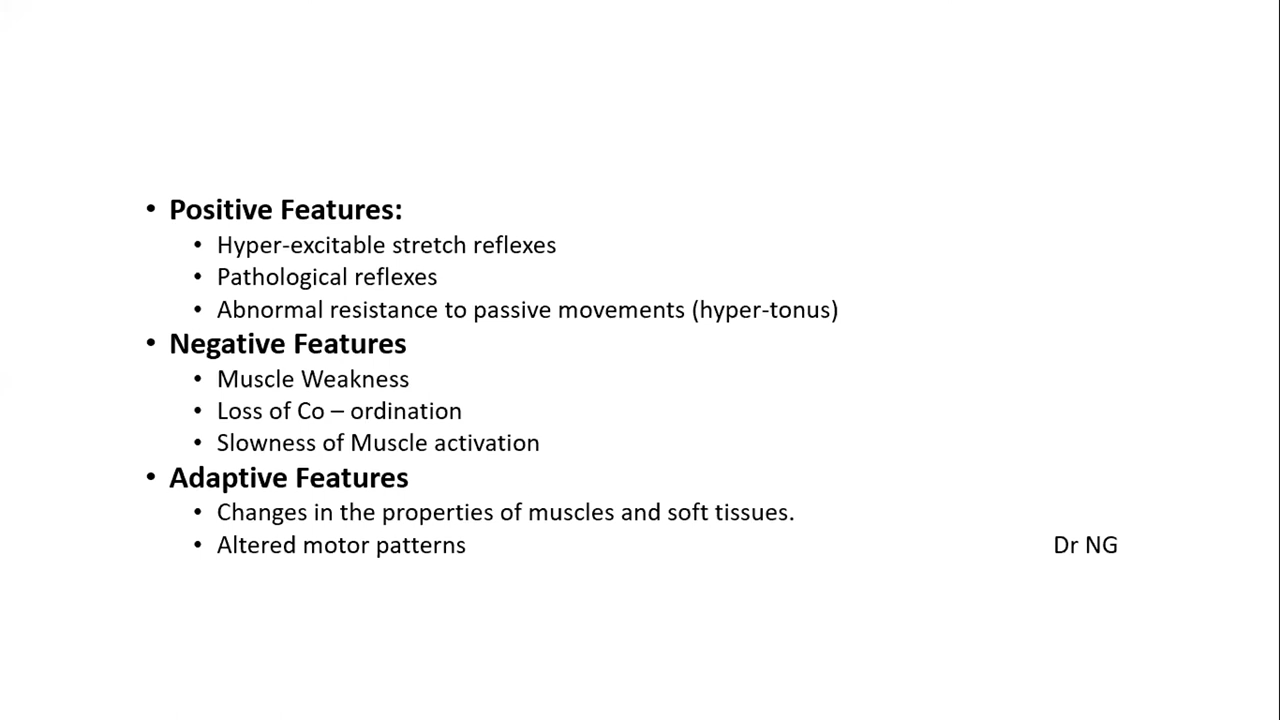 • Positive Features:
• Hyper-excitable stretch reflexes
• Pathological reflexes
• Abnormal resistance to passive movements (hyper-tonus)
• Negative Features
• Muscle Weakness
• Loss of Co – ordination
• Slowness of Muscle activation
• Adaptive Features
• Changes in the properties of muscles and soft tissues.
• Altered motor patterns Dr NG